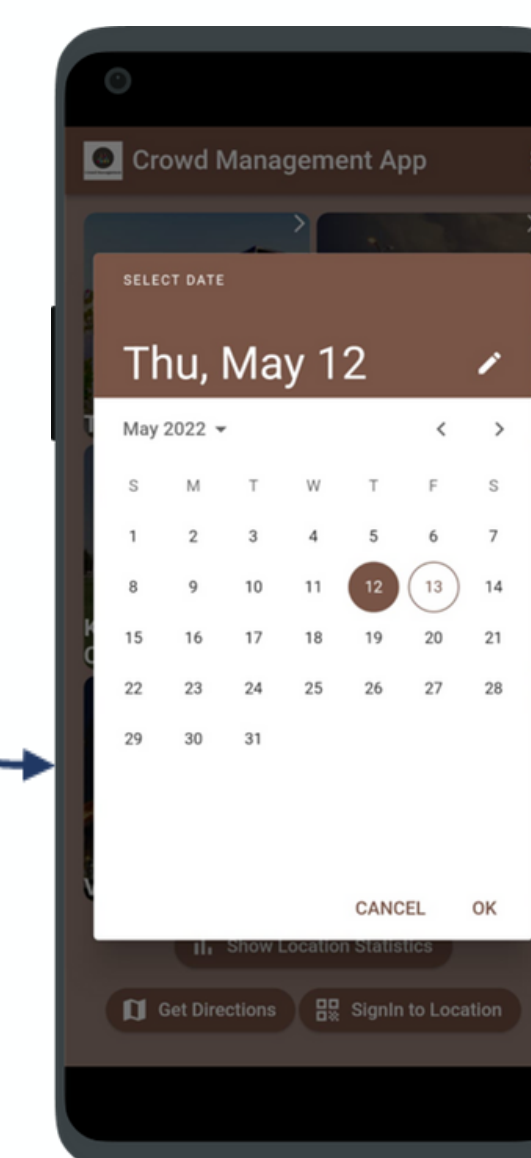 Crowd Management App
SELECT DATE
Thu, May 12
May 2022
S M T W T F S
1 2 3 4 5 6 7
8 9 10 11 12 13 14
15 16 17 18 19 20 21
22 23 24 25 26 27 28
29 30 31
CANCEL OK
Show Location Statistics
Get Directions SignIn to Location